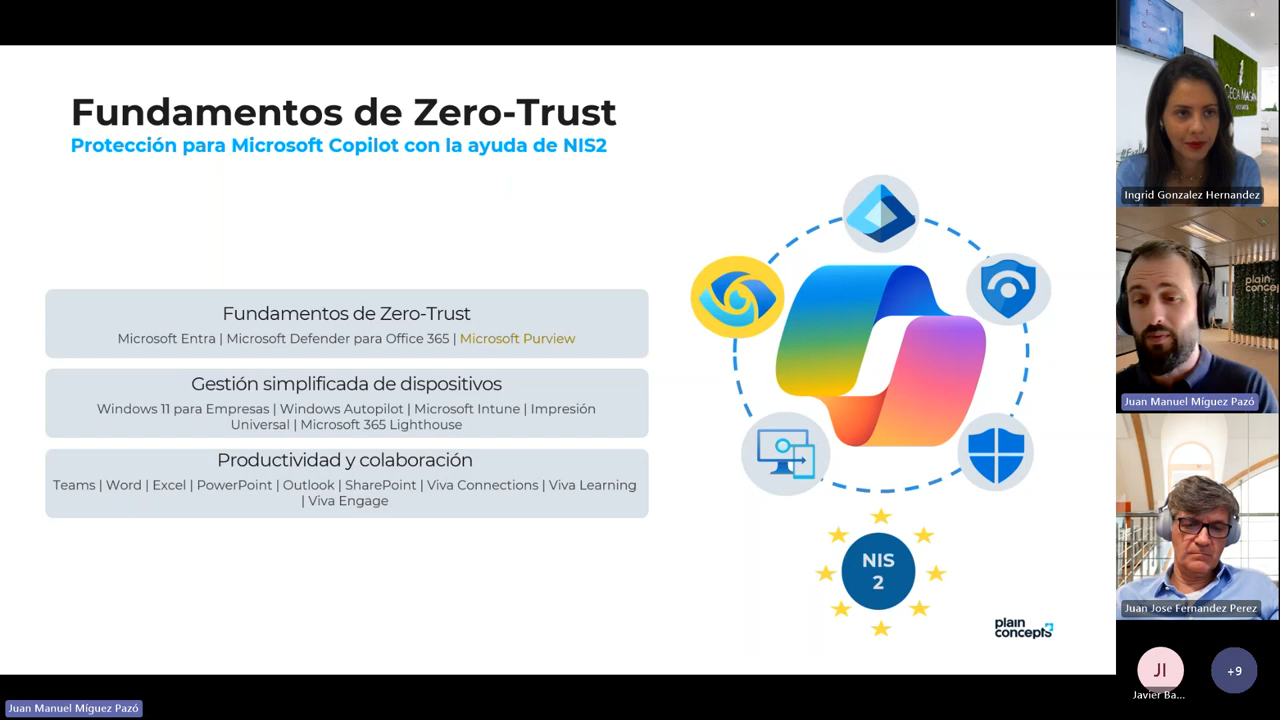 Fundamentos de Zero-Trust
Protección para Microsoft Copilot con la ayuda de NIS2
Fundamentos de Zero-Trust
Microsoft Entra | Microsoft Defender para Office 365 | Microsoft Purview
Gestión simplificada de dispositivos
Windows 11 para Empresas | Windows Autopilot | Microsoft Intune | Impresión
Universal | Microsoft 365 Lighthouse
Productividad y colaboración
Teams | Word | Excel | PowerPoint | Outlook | SharePoint | Viva Connections | Viva Learning
| Viva Engage
NIS
2
plain
concepts
Ingrid Gonzalez Hernandez
plain
Juan Manuel Míguez Pazó
Juan Jose Fernandez Perez
JI
Javier Ba...
+9
Juan Manuel Míguez Pazó